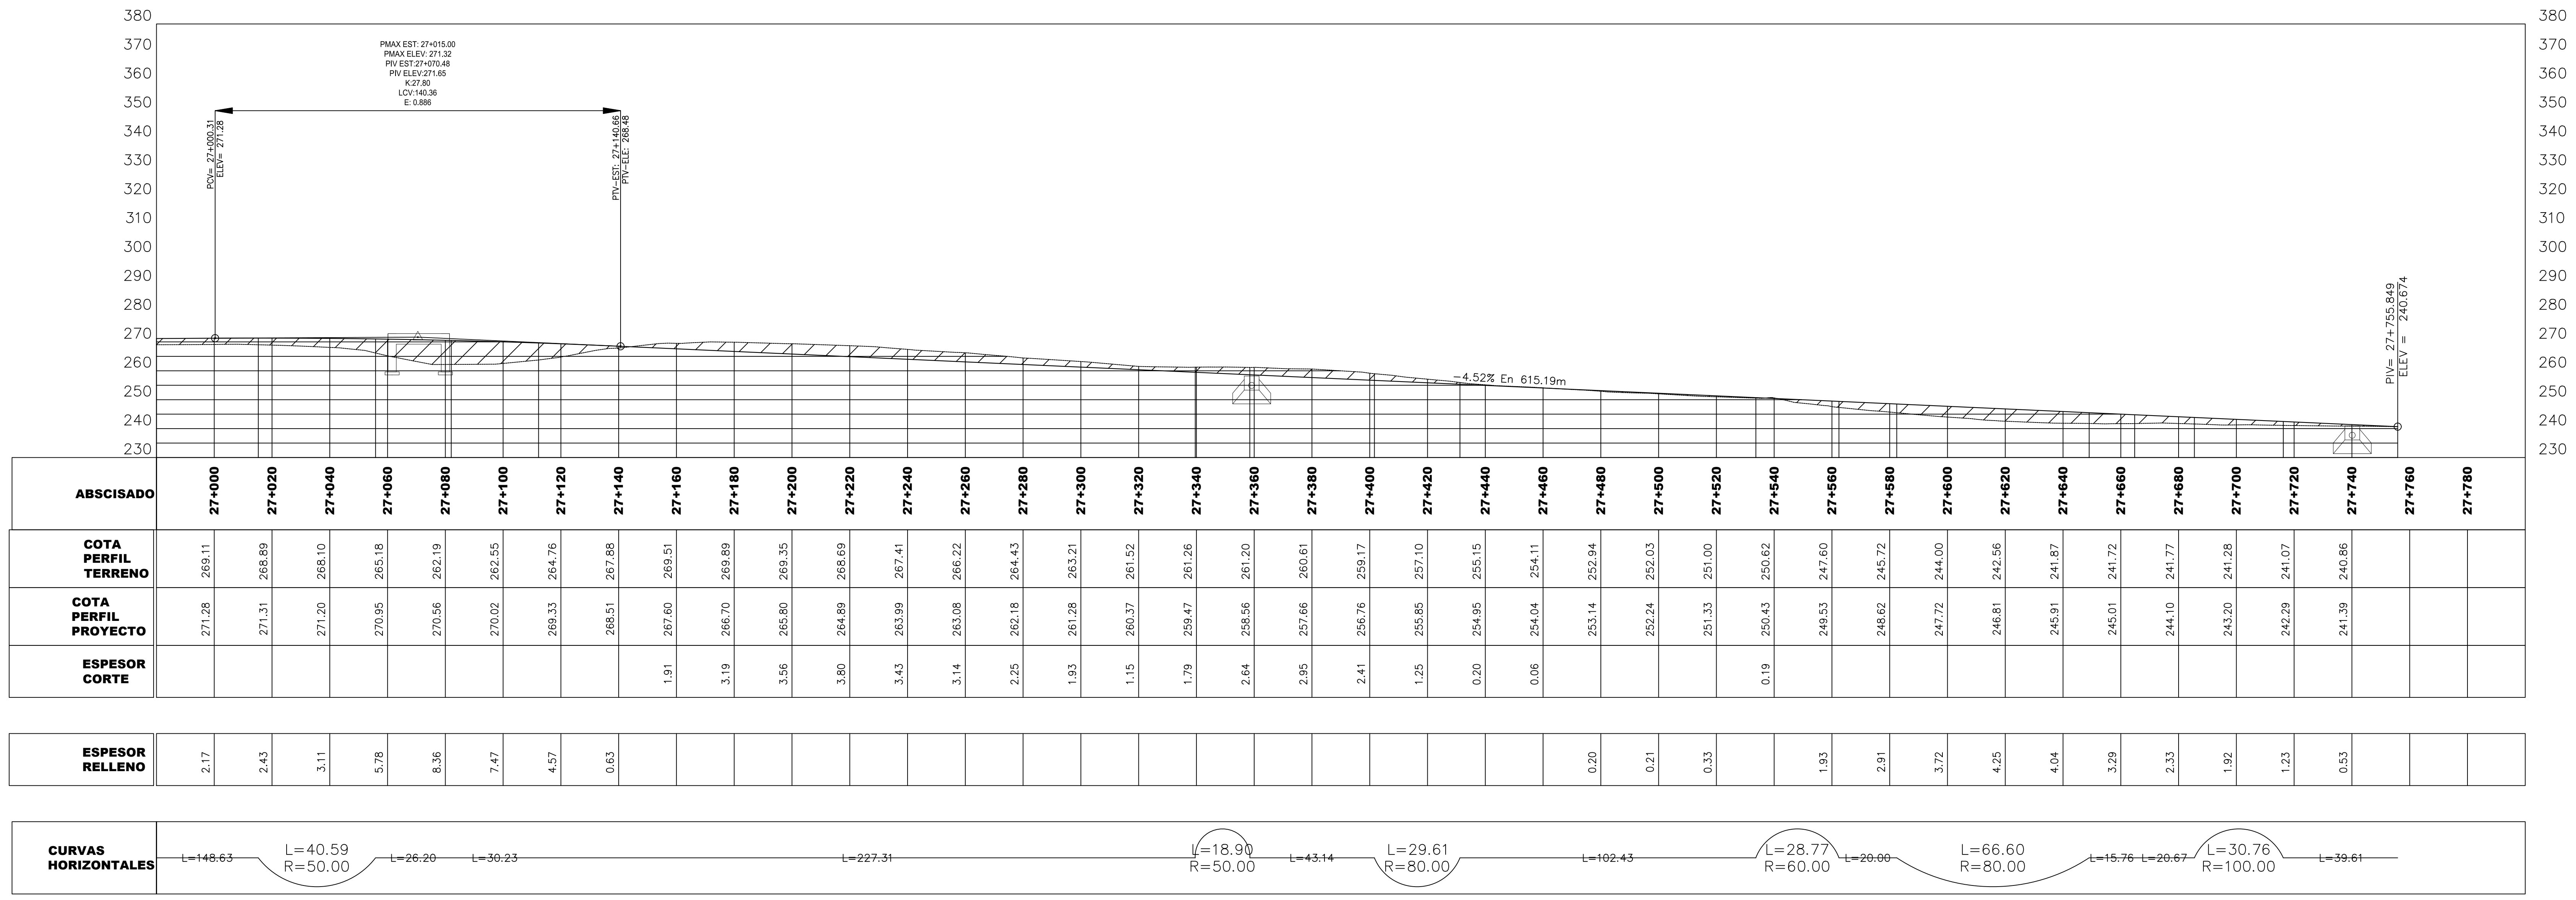 380
370
360
350
340
330
320
310
300
290
280
270
260
250
240
230
PMAX EST: 27+015.00
PMAX ELEV: 271.32
PIV EST:27+070.48
PIV ELEV:271.65
K:27.80
LCV:140.36
E: 0.886
PCV= 27+000.31
ELEV= 271.28
PTV-EST: 27+140.66
PTV-ELE: 268.48
-4.52% En 615.19m
PIV= 27+755.849
ELEV = 240.674
380
370
360
350
340
330
320
310
300
290
280
270
260
250
240
230
ABSCISADO 27+000 27+020 27+040 27+060 27+080 27+100 27+120 27+140 27+160 27+180 27+200 27+220 27+240 27+260 27+280 27+300 27+320 27+340 27+360 27+380 27+400 27+420 27+440 27+460 27+480 27+500 27+520 27+540 27+560 27+580 27+600 27+620 27+640 27+660 27+680 27+700 27+720 27+740 27+760 27+780
COTA
PERFIL
TERRENO
269.11 268.89 268.10 265.18 262.19 262.55 264.76 267.88 269.51 269.89 269.35 268.69 267.41 266.22 264.43 263.21 261.52 261.26 261.20 260.61 259.17 257.10 255.15 254.11 252.94 252.03 251.00 250.62 247.60 245.72 244.00 242.56 241.87 241.72 241.77 241.28 241.07 240.86
COTA
PERFIL
PROYECTO
271.28 271.31 271.20 270.95 270.56 270.02 269.33 268.51 267.60 266.70 265.80 264.89 263.99 263.08 262.18 261.28 260.37 259.47 258.56 257.66 256.76 255.85 254.95 254.04 253.14 252.24 251.33 250.43 249.53 248.62 247.72 246.81 245.91 245.01 244.10 243.20 242.29 241.39
ESPESOR
CORTE
1.91 3.19 3.56 3.80 3.43 3.14 2.25 1.93 1.15 1.79 2.64 2.95 2.41 1.25 0.20 0.06 0.19
ESPESOR
RELLENO
2.17 2.43 3.11 5.78 8.36 7.47 4.57 0.63 0.20 0.21 0.33 1.93 2.91 3.72 4.25 4.04 3.29 2.33 1.92 1.23 0.53
CURVAS
HORIZONTALES
L=148.63
L=40.59
R=50.00
L=26.20
L=30.23
L=227.31
L=18.90
R=50.00
L=43.14
L=29.61
R=80.00
L=102.43
L=28.77
R=60.00
L=20.00
L=66.60
R=80.00
L=15.76
L=20.67
L=30.76
R=100.00
L=39.61